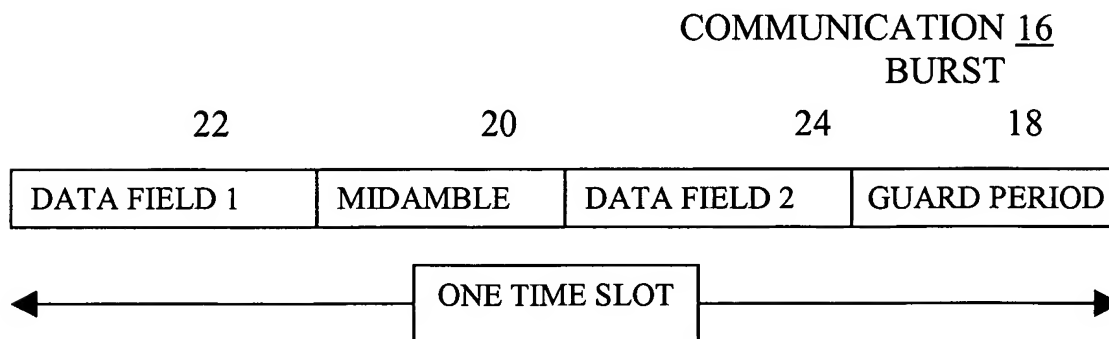 COMMUNICATION 16
BURST
22 20 24 18
DATA FIELD 1 MIDAMBLE DATA FIELD 2 GUARD PERIOD
ONE TIME SLOT